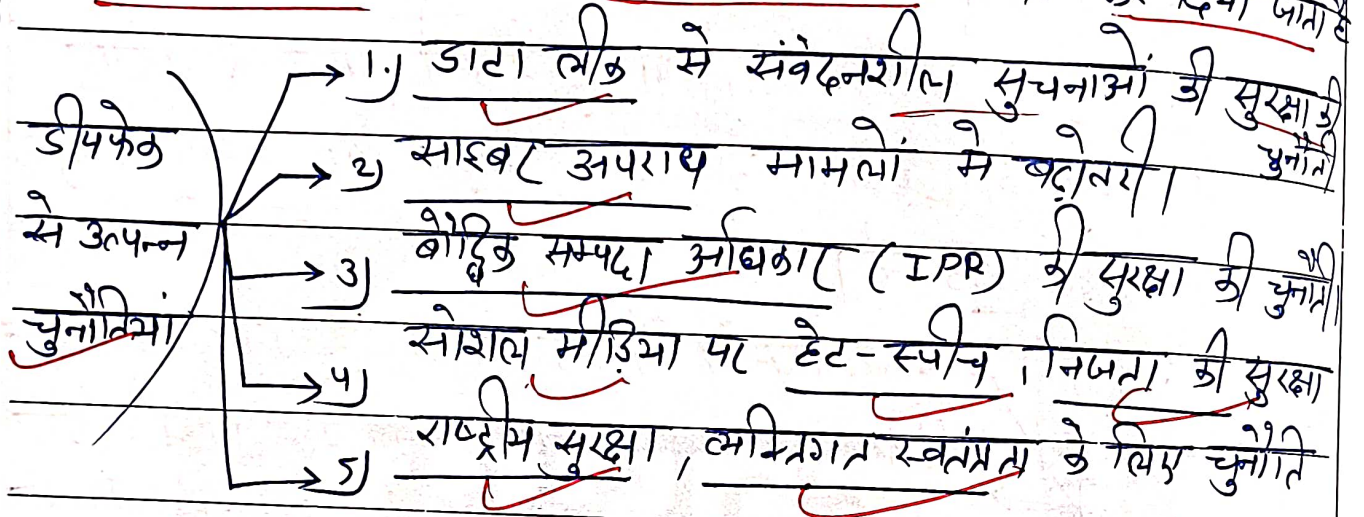 दिया जाता है
1.) डाटा लीक से संवेदनशील सुचनाओं की सुरक्षा की
चुनौती
डीपफेक
से उत्पन्न
चुनौतियां
2) साइबर अपराध मामलों मे बढ़ोतरी।
3) बौद्धिक सम्पदा अधिकार (IPR) की सुरक्षा की चुनौती।
4) सोशल मीडिया पर हेट-स्पीच, निजता की सुरक्षा
5) राष्ट्रीय सुरक्षा, व्यक्तिगत स्वतंत्रता के लिए चुनौति